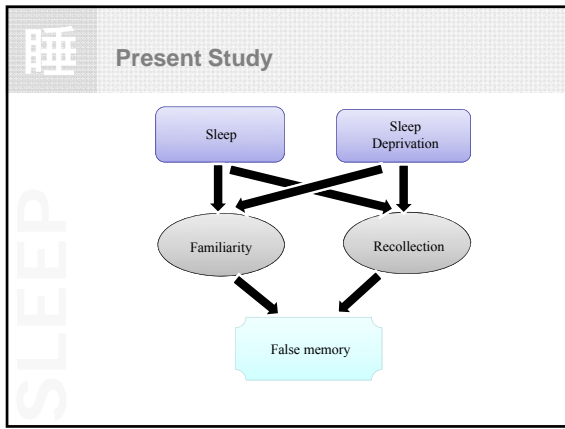 睡
Present Study
Sleep
Sleep
Deprivation
Familiarity
Recollection
False memory
SLEEP